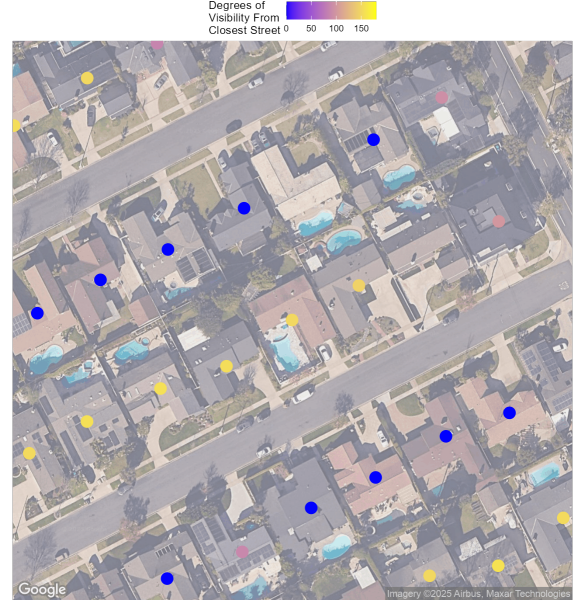 Degrees of
Visibility From
Closest Street
0 50 100 150
Google
Imagery ©2025 Airbus, Maxar Technologies